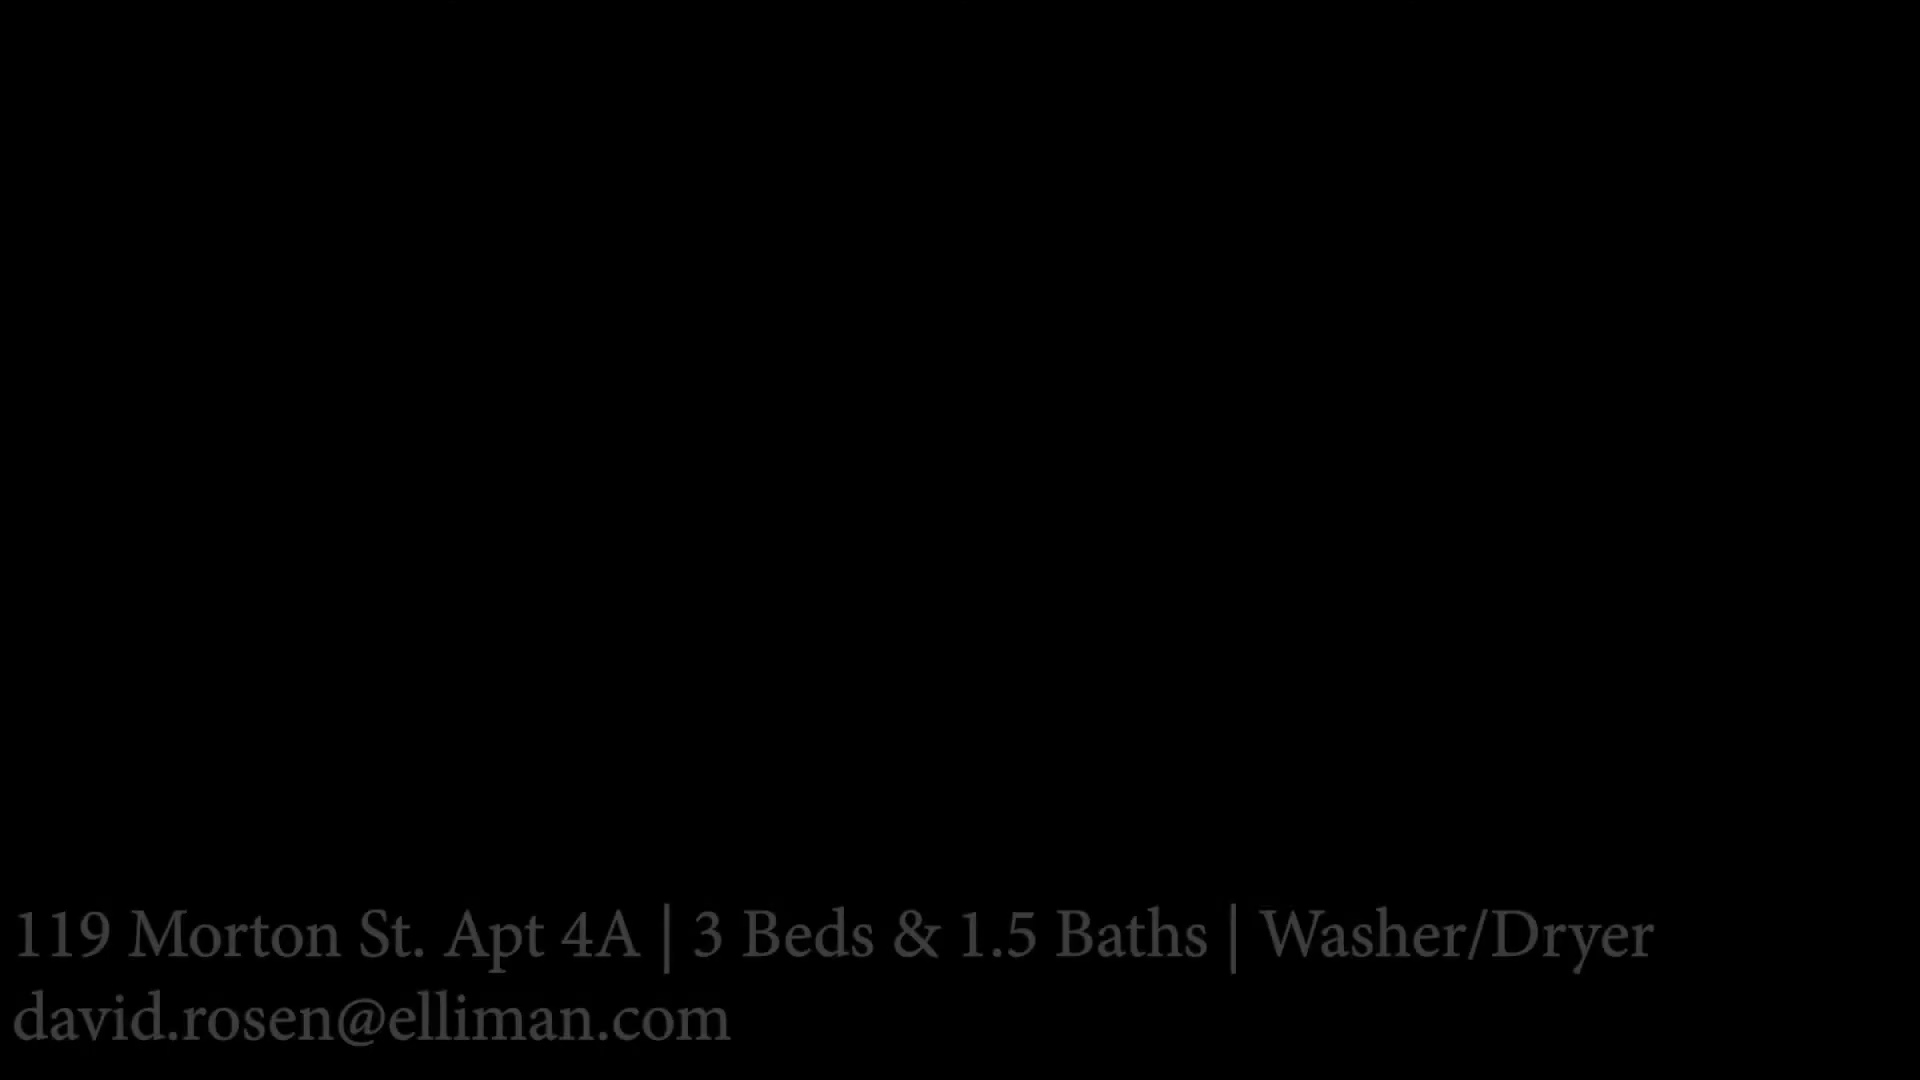 119 Morton St. Apt 4A | 3 Beds & 1.5 Baths | Washer/Dryer
david.rosen@elliman.com